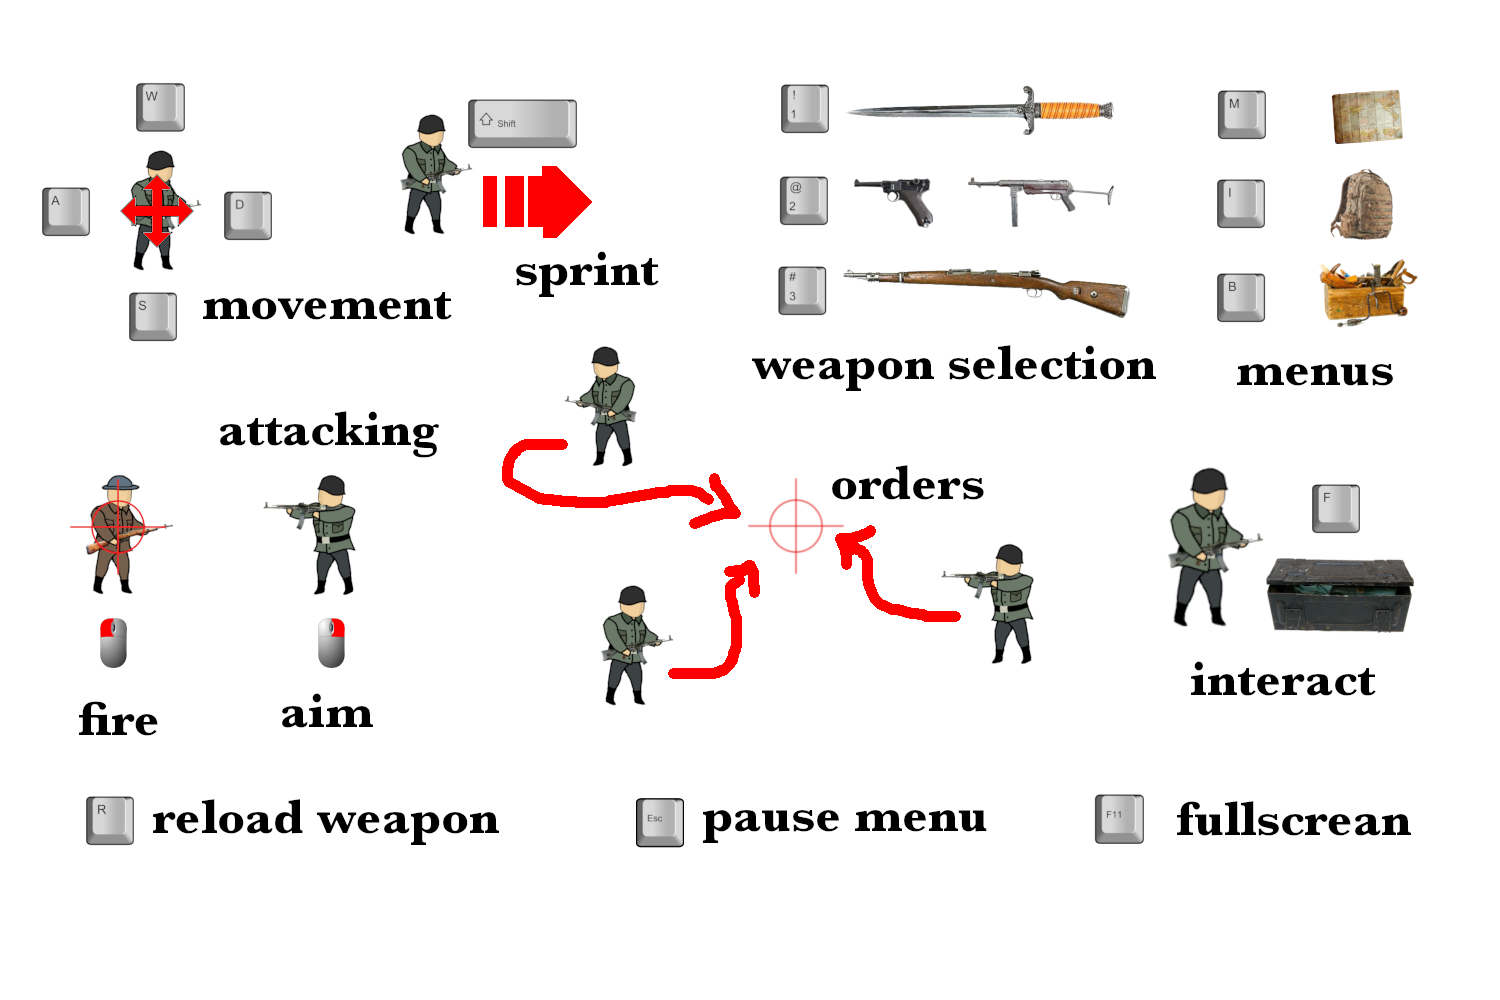 W
A
D
S
movement
Shift
sprint
!
1
@
2
#
3
weapon selection
M
I
B
menus
attacking
fire
aim
orders
F
interact
R
reload weapon
Esc
pause menu
F11
fullscrean